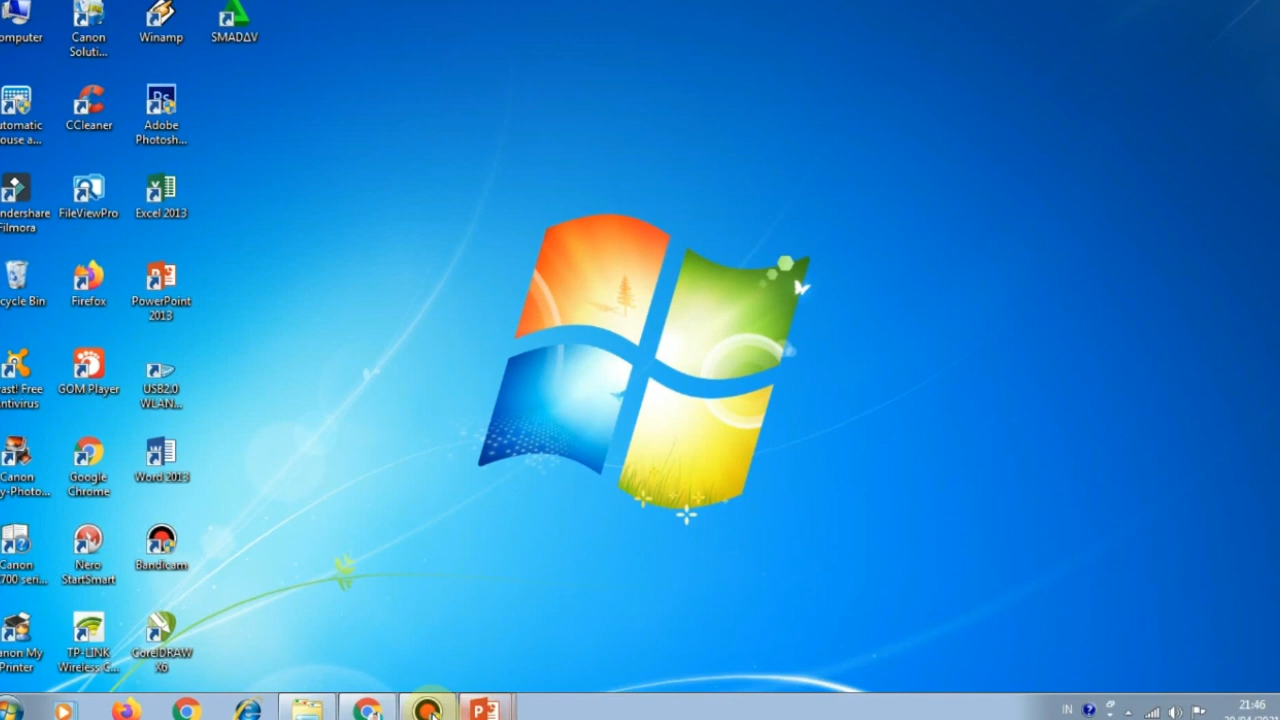 omputer
Canon
Soluti...
Winamp
SMADΔV
utomatic
ouse a...
CCleaner
Ps
Adobe
Photosh...
ndershare
Filmora
FileViewPro
Excel 2013
cycle Bin
Firefox
PowerPoint
2013
ast! Free
ntivirus
GOM Player
USB2.0
WLAN...
Canon
y-Photo...
Google
Chrome
Word 2013
Canon
700 seri...
Nero
StartSmart
Bandicam
anon My
Printer
TP-LINK
Wireless C...
CorelDRAW
X6
IN
21:46